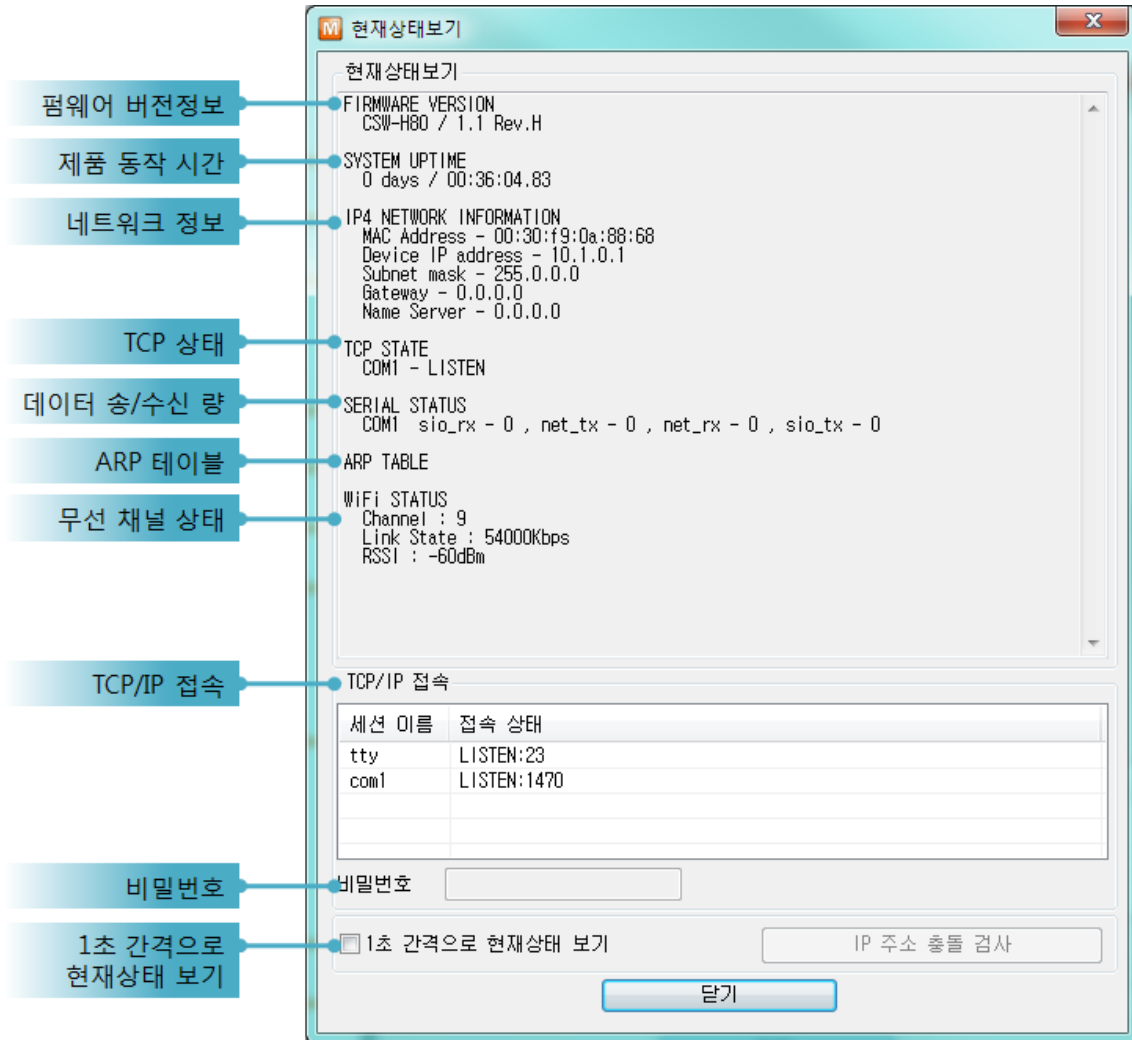 현재상태보기
현재상태보기
펌웨어 버전정보
FIRMWARE VERSION
CSW-H80 / 1.1 Rev.H
제품 동작 시간
SYSTEM UPTIME
0 days / 00:36:04.83
네트워크 정보
IP4 NETWORK INFORMATION
MAC Address - 00:30:f9:0a:88:68
Device IP address - 10.1.0.1
Subnet mask - 255.0.0.0
Gateway - 0.0.0.0
Name Server - 0.0.0.0
TCP 상태
TCP STATE
COM1 - LISTEN
데이터 송/수신 량
SERIAL STATUS
COM1 sio_rx - 0 , net_tx - 0 , net_rx - 0 , sio_tx - 0
ARP 테이블
ARP TABLE
무선 채널 상태
WiFi STATUS
Channel : 9
Link State : 54000Kbps
RSSI : -60dBm
TCP/IP 접속
TCP/IP 접속
세션 이름 접속 상태
tty LISTEN:23
com1 LISTEN:1470
비밀번호
비밀번호
1초 간격으로
현재상태 보기
1초 간격으로 현재상태 보기
IP 주소 충돌 검사
닫기